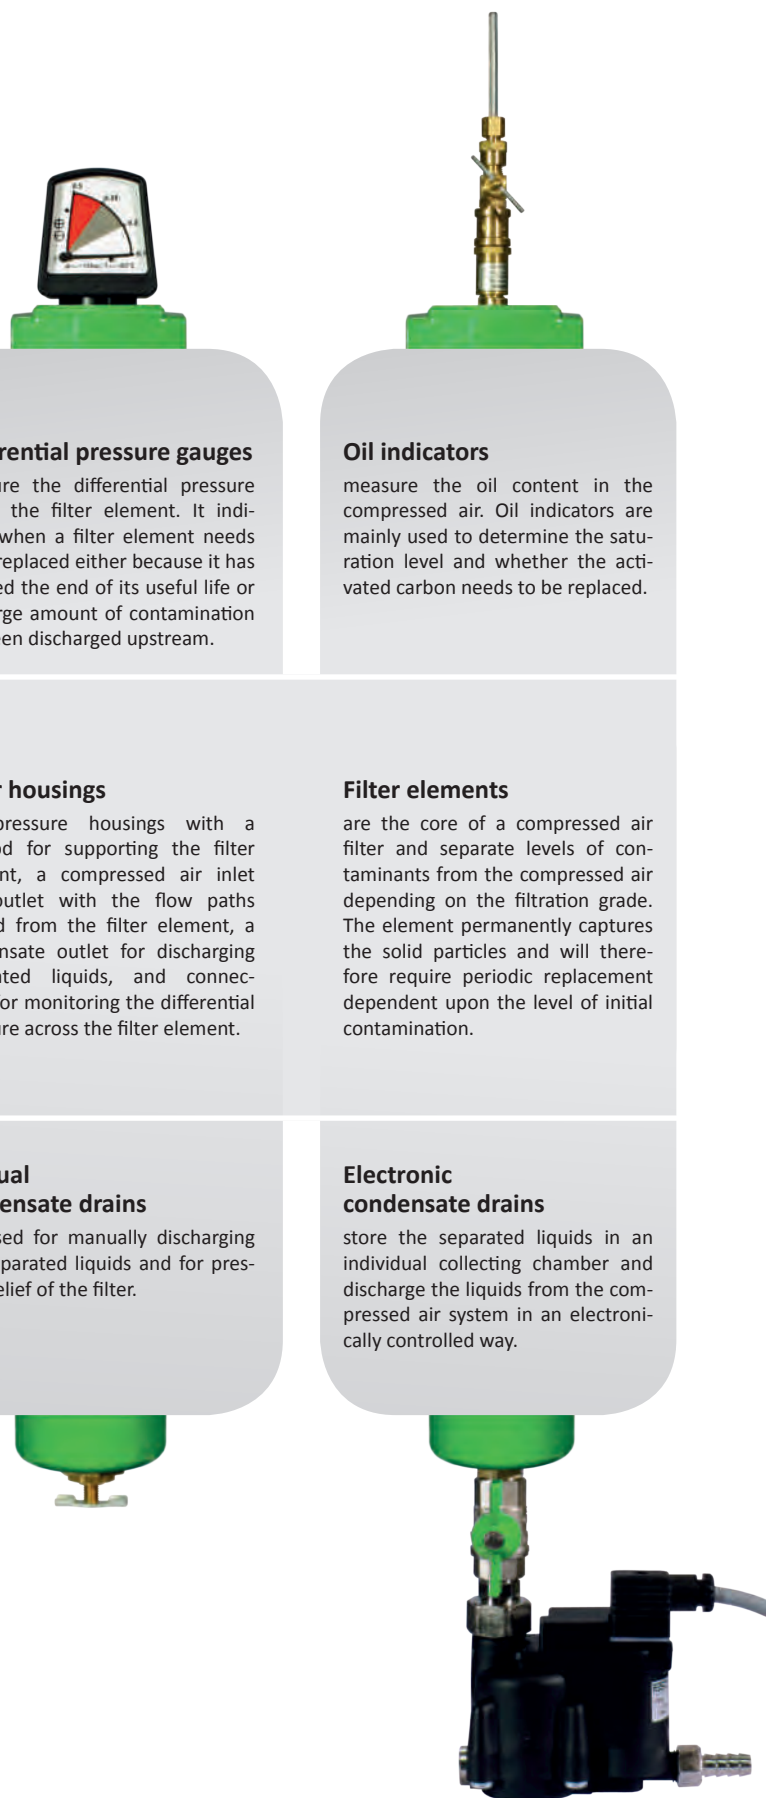 rential pressure gauges
ure the differential pressure
the filter element. It indi-
when a filter element needs
replaced either because it has
ed the end of its useful life or
rge amount of contamination
een discharged upstream.
Oil indicators
measure the oil content in the
compressed air. Oil indicators are
mainly used to determine the satu-
ration level and whether the acti-
vated carbon needs to be replaced.
r housings
pressure housings with a
od for supporting the filter
nt, a compressed air inlet
outlet with the flow paths
d from the filter element, a
ensate outlet for discharging
ated liquids, and connec-
for monitoring the differential
ure across the filter element.
Filter elements
are the core of a compressed air
filter and separate levels of con-
taminants from the compressed air
depending on the filtration grade.
The element permanently captures
the solid particles and will there-
fore require periodic replacement
dependent upon the level of initial
contamination.
ual
ensate drains
sed for manually discharging
parated liquids and for pres-
elief of the filter.
Electronic
condensate drains
store the separated liquids in an
individual collecting chamber and
discharge the liquids from the com-
pressed air system in an electroni-
cally controlled way.